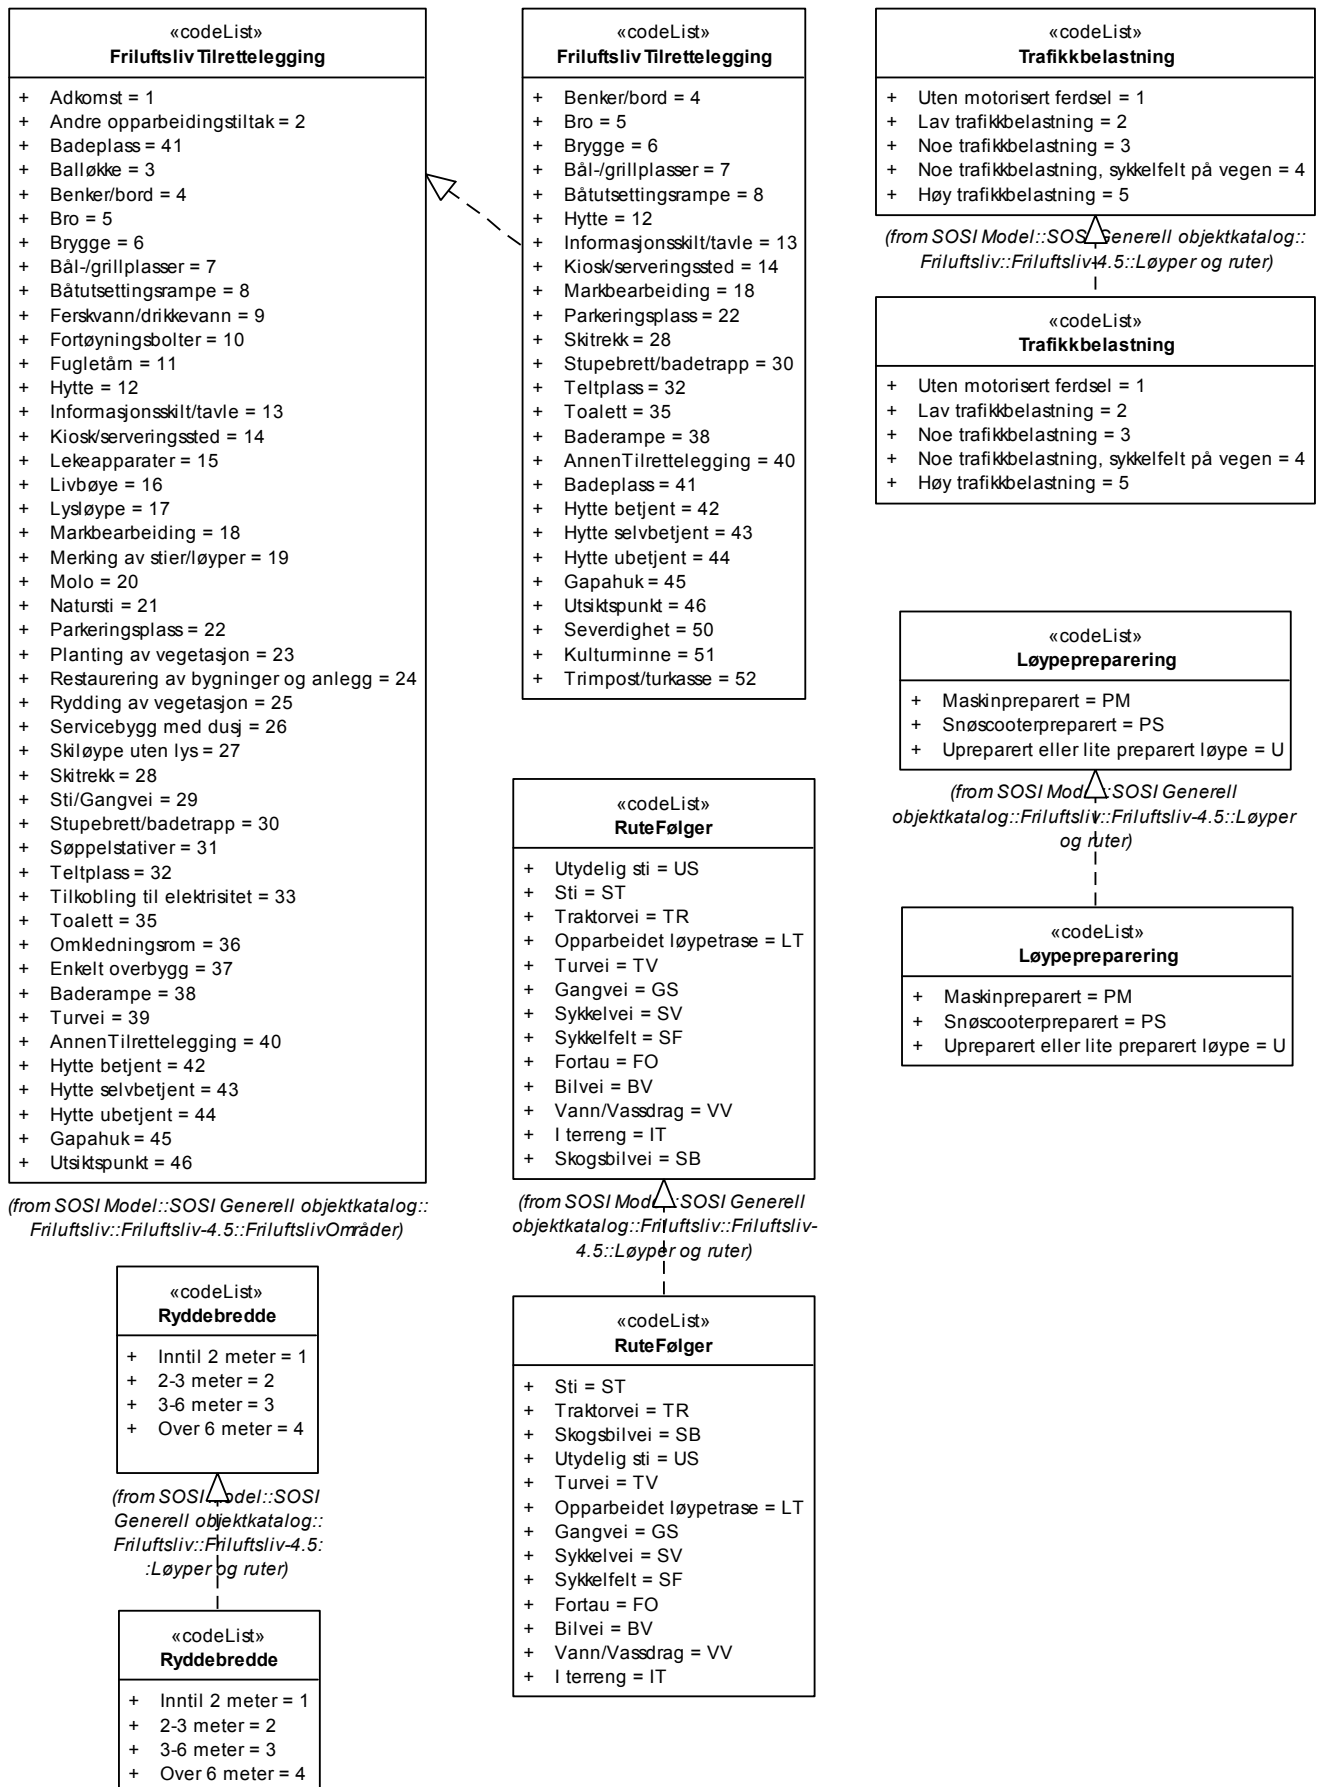 «codeList»
Friluftsliv Tilrettelegging
+ Adkomst = 1
+ Andre opparbeidingstiltak = 2
+ Badeplass = 41
+ Balløkke = 3
+ Benker/bord = 4
+ Bro = 5
+ Brygge = 6
+ Bål-/grillplasser = 7
+ Båtutsettingsrampe = 8
+ Ferskvann/drikkevann = 9
+ Fortøyningsbolter = 10
+ Fugletårn = 11
+ Hytte = 12
+ Informasjonsskilt/tavle = 13
+ Kiosk/serveringssted = 14
+ Lekeapparater = 15
+ Livbøye = 16
+ Lysløype = 17
+ Markbearbeiding = 18
+ Merking av stier/løyper = 19
+ Molo = 20
+ Natursti = 21
+ Parkeringsplass = 22
+ Planting av vegetasjon = 23
+ Restaurering av bygninger og anlegg = 24
+ Rydding av vegetasjon = 25
+ Servicebygg med dusj = 26
+ Skiløype uten lys = 27
+ Skitrekk = 28
+ Sti/Gangvei = 29
+ Stupebrett/badetrapp = 30
+ Søppelstativer = 31
+ Teltplass = 32
+ Tilkobling til elektrisitet = 33
+ Toalett = 35
+ Omkledningsrom = 36
+ Enkelt overbygg = 37
+ Baderampe = 38
+ Turvei = 39
+ AnnenTilrettelegging = 40
+ Hytte betjent = 42
+ Hytte selvbetjent = 43
+ Hytte ubetjent = 44
+ Gapahuk = 45
+ Utsiktspunkt = 46
(from SOSI Model::SOSI Generell objektkatalog::
Friluftsliv::Friluftsliv-4.5::FriluftslivOmråder)
«codeList»
Ryddebredde
+ Inntil 2 meter = 1
+ 2-3 meter = 2
+ 3-6 meter = 3
+ Over 6 meter = 4
(from SOSI Model::SOSI
Generell objektkatalog::
Friluftsliv::Friluftsliv-4.5:
:Løyper og ruter)
«codeList»
Ryddebredde
+ Inntil 2 meter = 1
+ 2-3 meter = 2
+ 3-6 meter = 3
+ Over 6 meter = 4
«codeList»
Friluftsliv Tilrettelegging
+ Benker/bord = 4
+ Bro = 5
+ Brygge = 6
+ Bål-/grillplasser = 7
+ Båtutsettingsrampe = 8
+ Hytte = 12
+ Informasjonsskilt/tavle = 13
+ Kiosk/serveringssted = 14
+ Markbearbeiding = 18
+ Parkeringsplass = 22
+ Skitrekk = 28
+ Stupebrett/badetrapp = 30
+ Teltplass = 32
+ Toalett = 35
+ Baderampe = 38
+ AnnenTilrettelegging = 40
+ Badeplass = 41
+ Hytte betjent = 42
+ Hytte selvbetjent = 43
+ Hytte ubetjent = 44
+ Gapahuk = 45
+ Utsiktspunkt = 46
+ Severdighet = 50
+ Kulturminne = 51
+ Trimpost/turkasse = 52
«codeList»
RuteFølger
+ Utydelig sti = US
+ Sti = ST
+ Traktorvei = TR
+ Opparbeidet løypetrase = LT
+ Turvei = TV
+ Gangvei = GS
+ Sykkelvei = SV
+ Sykkelfelt = SF
+ Fortau = FO
+ Bilvei = BV
+ Vann/Vassdrag = VV
+ I terreng = IT
+ Skogsbilvei = SB
(from SOSI Model::SOSI Generell
objektkatalog::Friluftsliv::Friluftsliv-
4.5::Løyper og ruter)
«codeList»
RuteFølger
+ Sti = ST
+ Traktorvei = TR
+ Skogsbilvei = SB
+ Utydelig sti = US
+ Turvei = TV
+ Opparbeidet løypetrase = LT
+ Gangvei = GS
+ Sykkelvei = SV
+ Sykkelfelt = SF
+ Fortau = FO
+ Bilvei = BV
+ Vann/Vassdrag = VV
+ I terreng = IT
«codeList»
Trafikkbelastning
+ Uten motorisert ferdsel = 1
+ Lav trafikkbelastning = 2
+ Noe trafikkbelastning = 3
+ Noe trafikkbelastning, sykkelfelt på vegen = 4
+ Høy trafikkbelastning = 5
(from SOSI Model::SOSI Generell objektkatalog::
Friluftsliv::Friluftsliv-4.5::Løyper og ruter)
«codeList»
Trafikkbelastning
+ Uten motorisert ferdsel = 1
+ Lav trafikkbelastning = 2
+ Noe trafikkbelastning = 3
+ Noe trafikkbelastning, sykkelfelt på vegen = 4
+ Høy trafikkbelastning = 5
«codeList»
Løypepreparering
+ Maskinpreparert = PM
+ Snøscooterpreparert = PS
+ Upreparert eller lite preparert løype = U
(from SOSI Model::SOSI Generell
objektkatalog::Friluftsliv::Friluftsliv-4.5::Løyper
og ruter)
«codeList»
Løypepreparering
+ Maskinpreparert = PM
+ Snøscooterpreparert = PS
+ Upreparert eller lite preparert løype = U